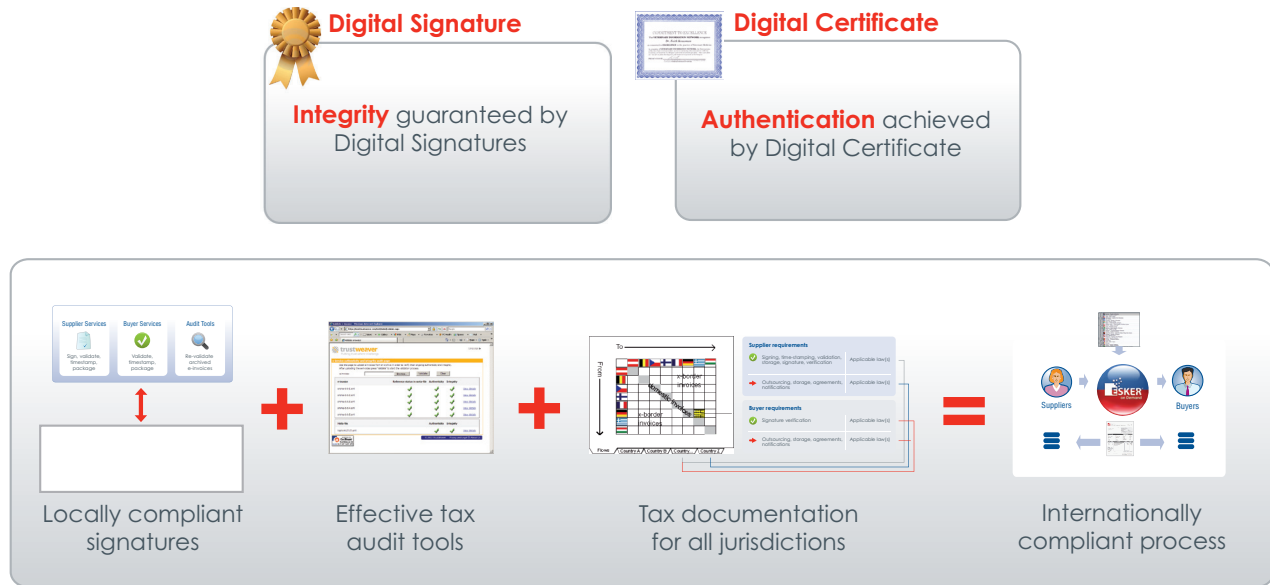 Digital Signature
Integrity guaranteed by
Digital Signatures
Digital Certificate
Authentication achieved
by Digital Certificate
Supplier Services
Sign, validate,
timestamp,
package
Buyer Services
Validate,
timestamp,
package
Audit Tools
Re-validate
archived
e-invoices
Locally compliant
signatures
+
trustweaver
Effective tax
audit tools
+
To
From
x-border
invoices
domestic invoices
x-border
invoices
Flows
Country A
Country B
Country...
Country Z
Supplier requirements
Signing, time-stamping, validation, Applicable law(s)
storage, signature, verification
Outsourcing, storage, agreements, Applicable law(s)
notifications
Buyer requirements
Signature verification Applicable law(s)
Outsourcing, storage, agreements, Applicable law(s)
notifications
Tax documentation
for all jurisdictions
=
Suppliers
ESKER
on Demand
Buyers
Internationally
compliant process